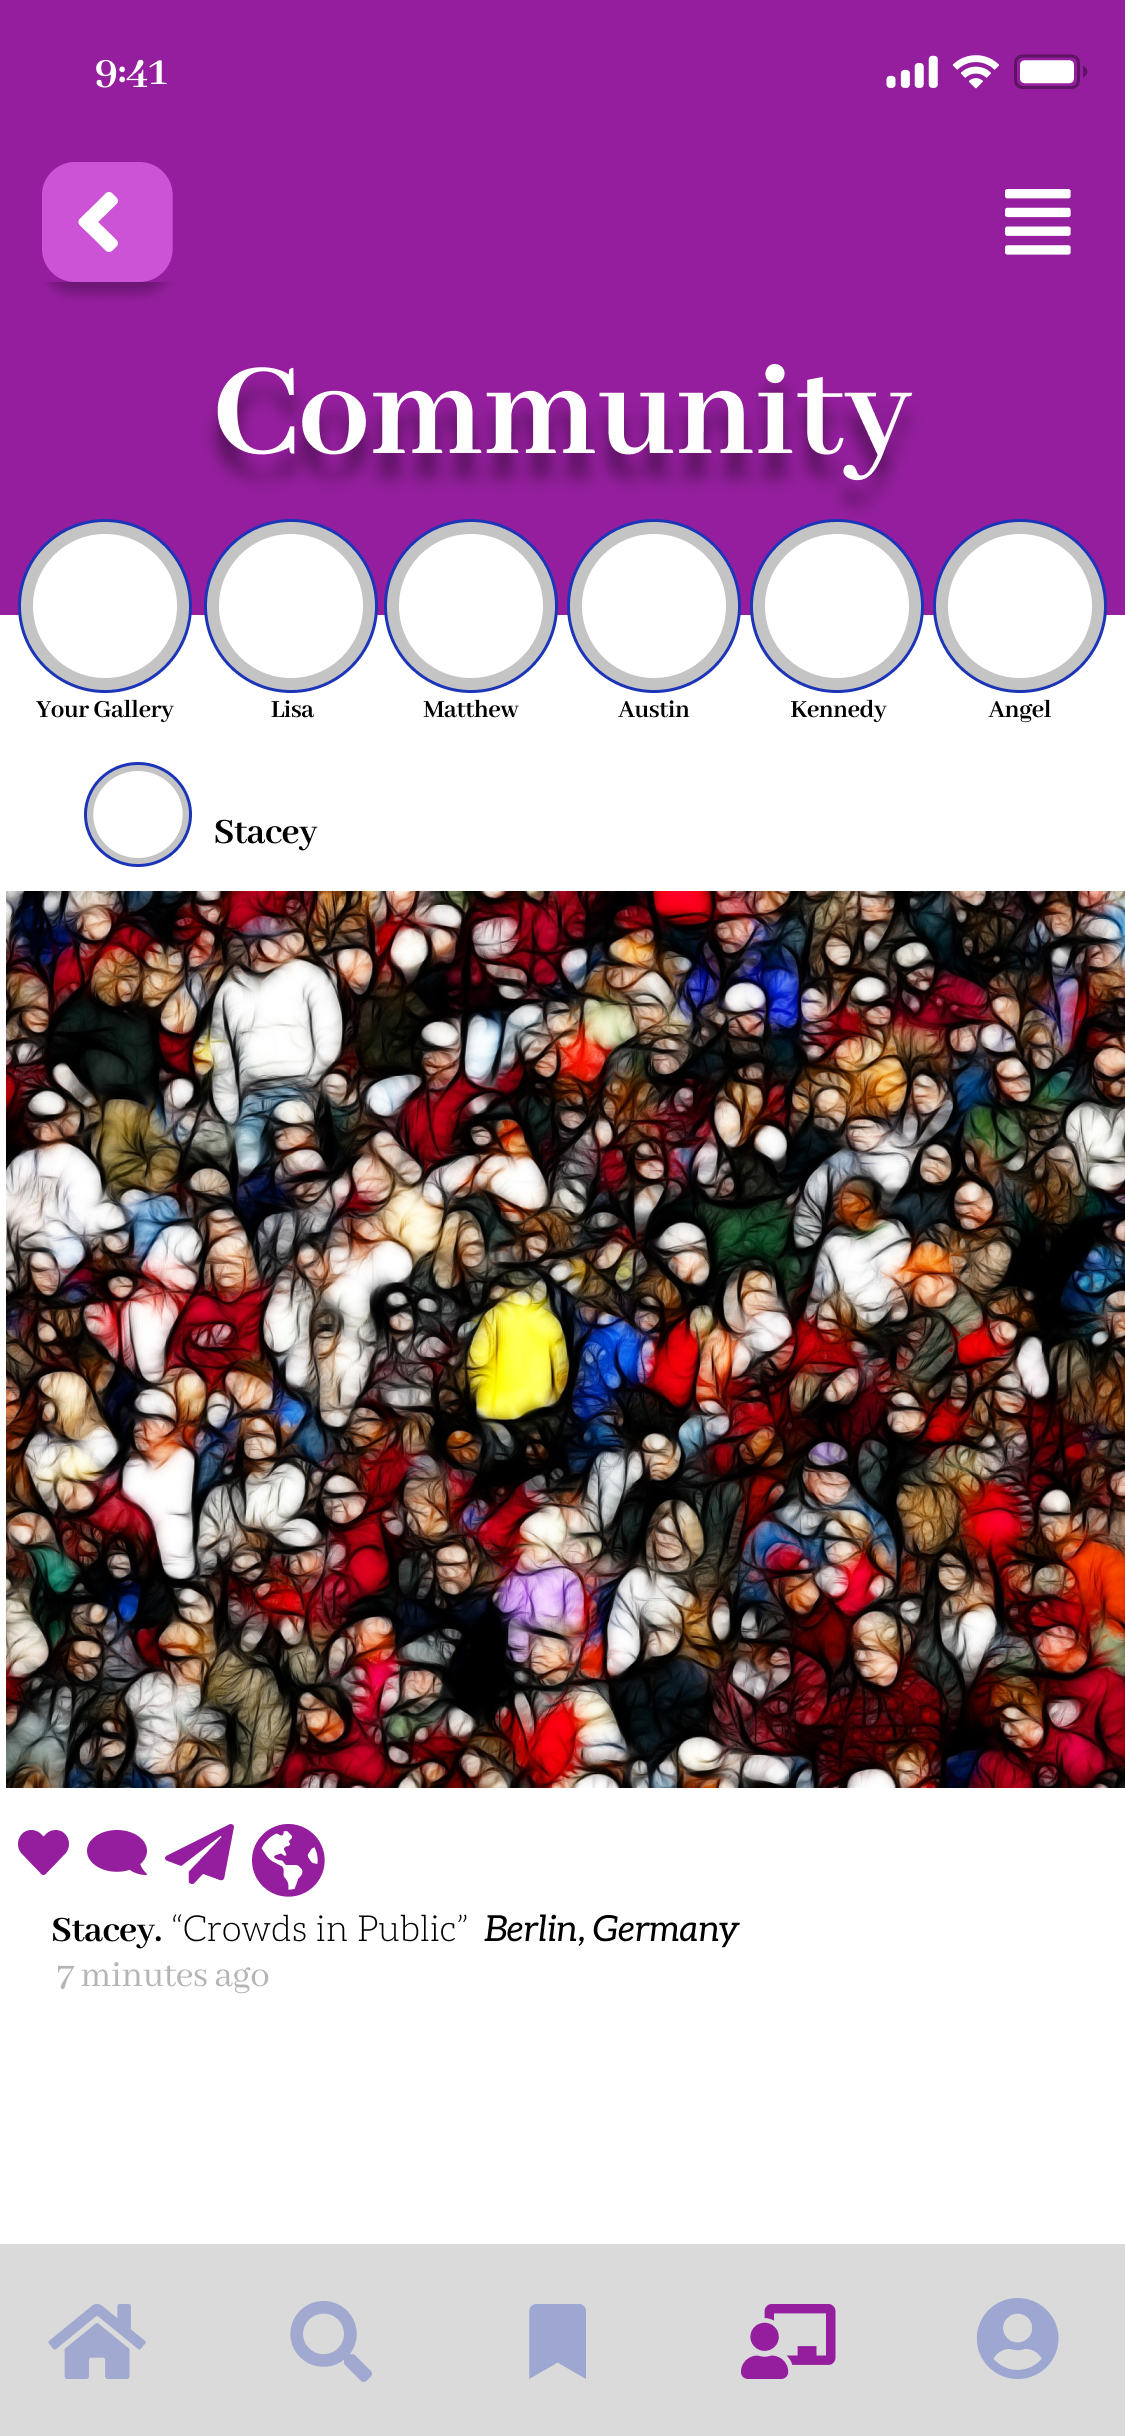 9:41
Community
Your Gallery Lisa Matthew Austin Kennedy Angel
Stacey
Stacey. “Crowds in Public” Berlin, Germany
7 minutes ago